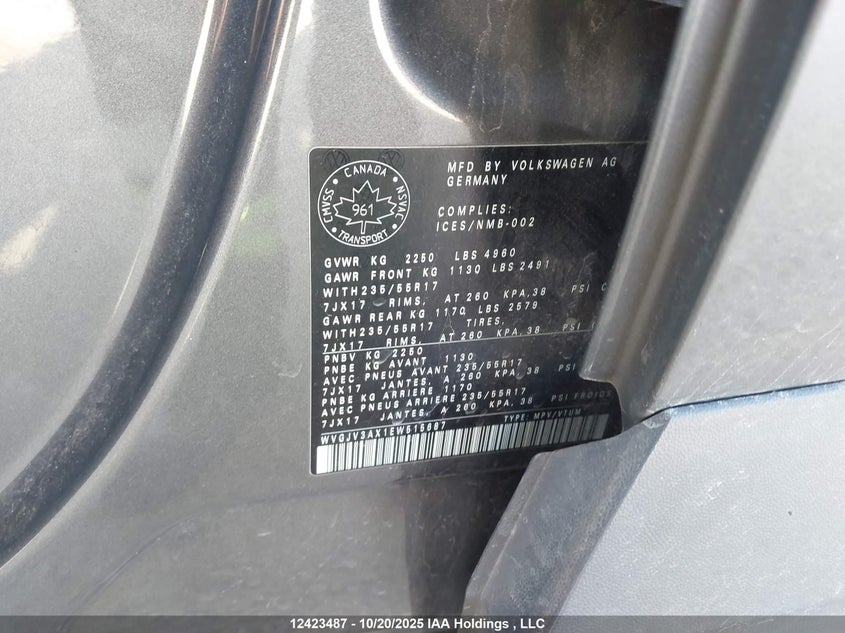 CANADA
CMVSS
NSVAC
961
TRANSPORT
MFD BY VOLKSWAGEN AG
GERMANY
COMPLIES:
ICES/NMB-002
GVWR KG 2250 LBS 4960
GAWR FRONT KG 1130 LBS 2491
WITH235/55R17
7JX17 RIMS, AT 260 KPA,38 PSI
GAWR REAR KG 1170 LBS 2579
WITH235/55R17 TIRES,
7JX17 RIMS, AT 260 KPA,38 PSI
PNBV KG 2250
PNBE KG AVANT 1130
AVEC PNEUS AVANT 235/55R17
7JX17 JANTES, A 260 KPA,38 PSI
PNBE KG ARRIERE 1170
AVEC PNEUS ARRIERE 235/55R17
7JX17 JANTES, A 260 KPA,38 PSI FROIDS
WVGJV3AX1EW515687 TYPE: MPV/VTUM
12423487 - 10/20/2025 IAA Holdings , LLC